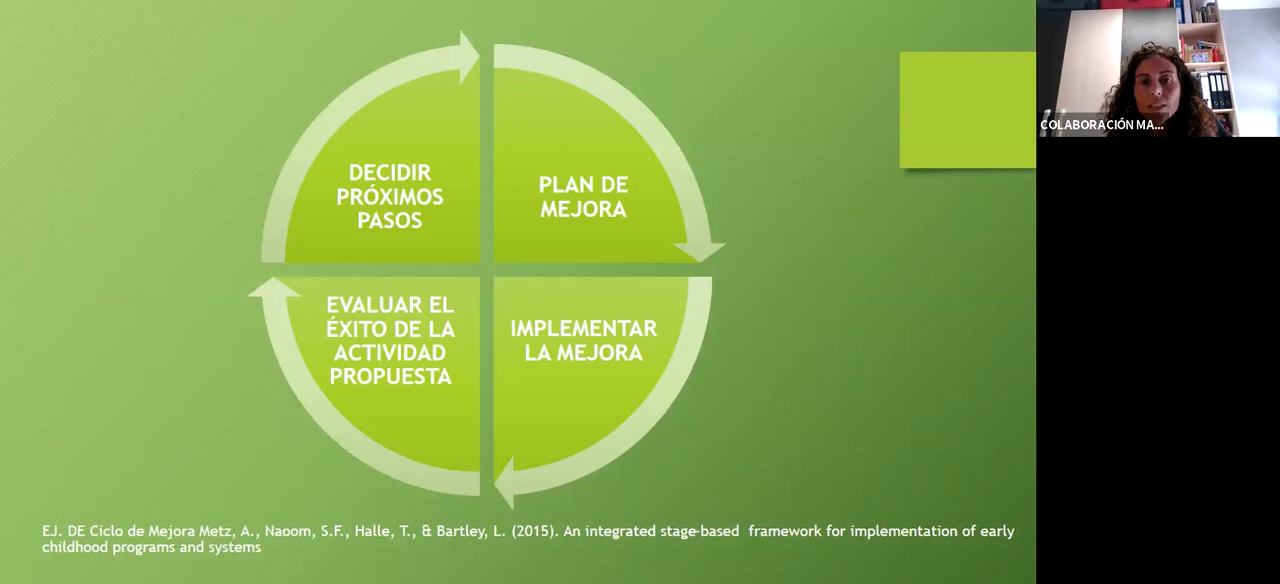 DECIDIR
PRÓXIMOS
PASOS
PLAN DE
MEJORA
EVALUAR EL
ÉXITO DE LA
ACTIVIDAD
PROPUESTA
IMPLEMENTAR
LA MEJORA
EJ. DE Ciclo de Mejora Metz, A., Naoom, S.F., Halle, T., & Bartley, L. (2015). An integrated stage-based framework for implementation of early
childhood programs and systems
COLABORACIÓN MA...